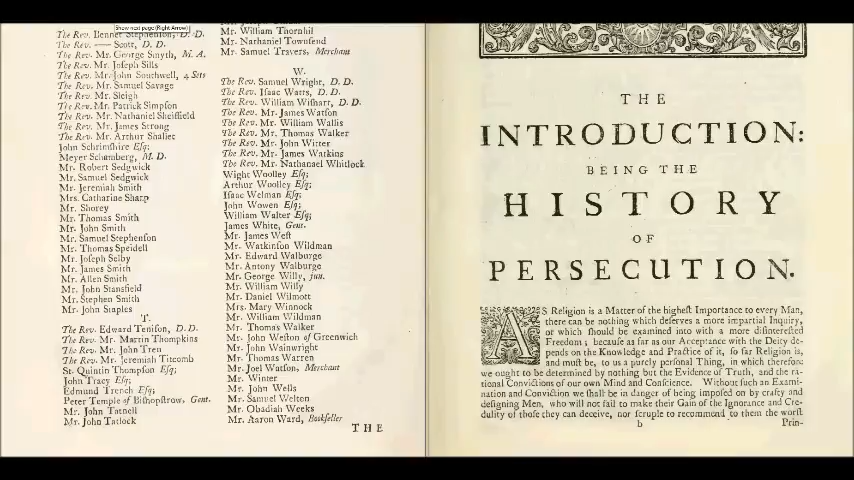 Show next page (Right Arrow)
The Rev. Bennet Stephenson, D. D.
The Rev. —— Scott, D. D.
The Rev. Mr. George Smyth, M. A.
The Rev. Mr. Joseph Sills
The Rev. Mr. John Southwell, 4 Sets
The Rev. Mr. Samuel Savage
The Rev. Mr. Sleigh
The Rev. Mr. Patrick Simpson
The Rev. Mr. Nathaniel Sheffield
The Rev. Mr. James Strong
The Rev. Mr. Arthur Shallet
John Schrimshire Esq;
Meyer Schamberg, M. D.
Mr. Robert Sedgwick
Mr. Samuel Sedgwick
Mr. Jeremiah Smith
Mrs. Catharine Sharp
Mr. Shorey
Mr. Thomas Smith
Mr. John Smith
Mr. Samuel Stephenson
Mr. Thomas Speidell
Mr. Joseph Selby
Mr. James Smith
Mr. Allen Smith
Mr. John Stansfield
Mr. Stephen Smith
Mr. John Staples
T.
The Rev. Edward Tenison, D. D.
The Rev. Mr. Martin Thompkins
The Rev. Mr. John Tren
The Rev. Mr. Jeremiah Titcomb
St. Quintin Thompson Esq;
John Tracy Esq;
Edmund Trench Esq;
Peter Temple of Bishopstrow, Gent.
Mr. John Tatnell
Mr. John Tatlock
Mr. William Thornhil
Mr. Nathaniel Townsend
Mr. Samuel Travers, Merchant
W.
The Rev. Samuel Wright, D. D.
The Rev. Isaac Watts, D. D.
The Rev. William Wishart, D. D.
The Rev. Mr. James Watson
The Rev. Mr. William Wallis
The Rev. Mr. Thomas Walker
The Rev. Mr. John Witter
The Rev. Mr. James Watkins
The Rev. Mr. Nathanael Whitlock
Wight Woolley Esq;
Arthur Woolley Esq;
Isaac Welman Esq;
John Wowen Esq;
William Walter Esq;
James White, Gent.
Mr. James West
Mr. Watkinson Wildman
Mr. Edward Walburge
Mr. Antony Walburge
Mr. George Willy, jun.
Mr. William Willy
Mr. Daniel Wilmott
Mrs. Mary Winnock
Mr. William Wildman
Mr. Thomas Walker
Mr. John Weston of Greenwich
Mr. John Wainwright
Mr. Thomas Warren
Mr. Joel Watson, Merchant
Mr. Winter
Mr. John Wells
Mr. Samuel Welton
Mr. Obadiah Weeks
Mr. Aaron Ward, Bookseller
THE
THE
INTRODUCTION:
BEING THE
HISTORY
OF
PERSECUTION.
AS Religion is a Matter of the highest Importance to every Man,
there can be nothing which deserves a more impartial Inquiry,
or which should be examined into with a more disinterested
Freedom; because as far as our Acceptance with the Deity de-
pends on the Knowledge and Practice of it, so far Religion is,
and must be, to us a purely personal Thing, in which therefore
we ought to be determined by nothing but the Evidence of Truth, and the ra-
tional Convictions of our own Mind and Conscience. Without such an Exami-
nation and Conviction we shall be in danger of being imposed on by crafty and
designing Men, who will not fail to make their Gain of the Ignorance and Cre-
dulity of those they can deceive, nor scruple to recommend to them the worst
b
Prin-